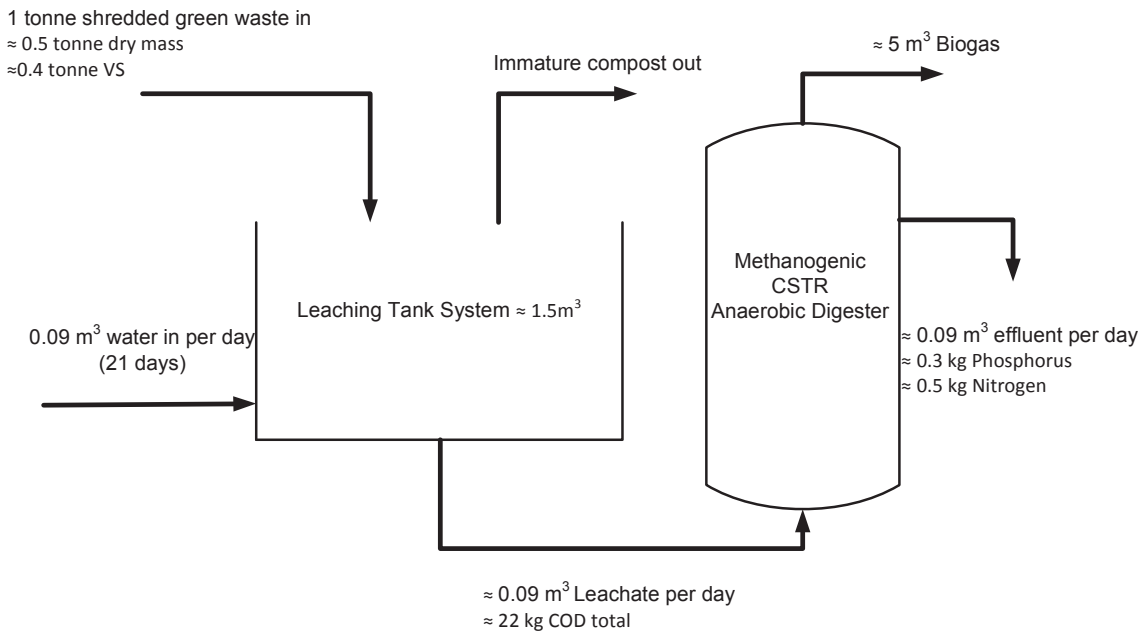 1 tonne shredded green waste in
≈ 0.5 tonne dry mass
≈0.4 tonne VS
Immature compost out
≈ 5 m³ Biogas
Leaching Tank System ≈ 1.5m³
Methanogenic
CSTR
Anaerobic Digester
0.09 m³ water in per day
(21 days)
≈ 0.09 m³ effluent per day
≈ 0.3 kg Phosphorus
≈ 0.5 kg Nitrogen
≈ 0.09 m³ Leachate per day
≈ 22 kg COD total